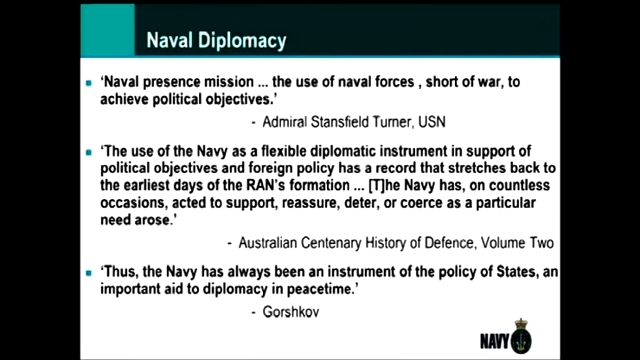 Naval Diplomacy
‘Naval presence mission ... the use of naval forces , short of war, to
achieve political objectives.’
- Admiral Stansfield Turner, USN
‘The use of the Navy as a flexible diplomatic instrument in support of
political objectives and foreign policy has a record that stretches back to
the earliest days of the RAN’s formation ... [T]he Navy has, on countless
occasions, acted to support, reassure, deter, or coerce as a particular
need arose.’
- Australian Centenary History of Defence, Volume Two
‘Thus, the Navy has always been an instrument of the policy of States, an
important aid to diplomacy in peacetime.’
- Gorshkov
NAVY